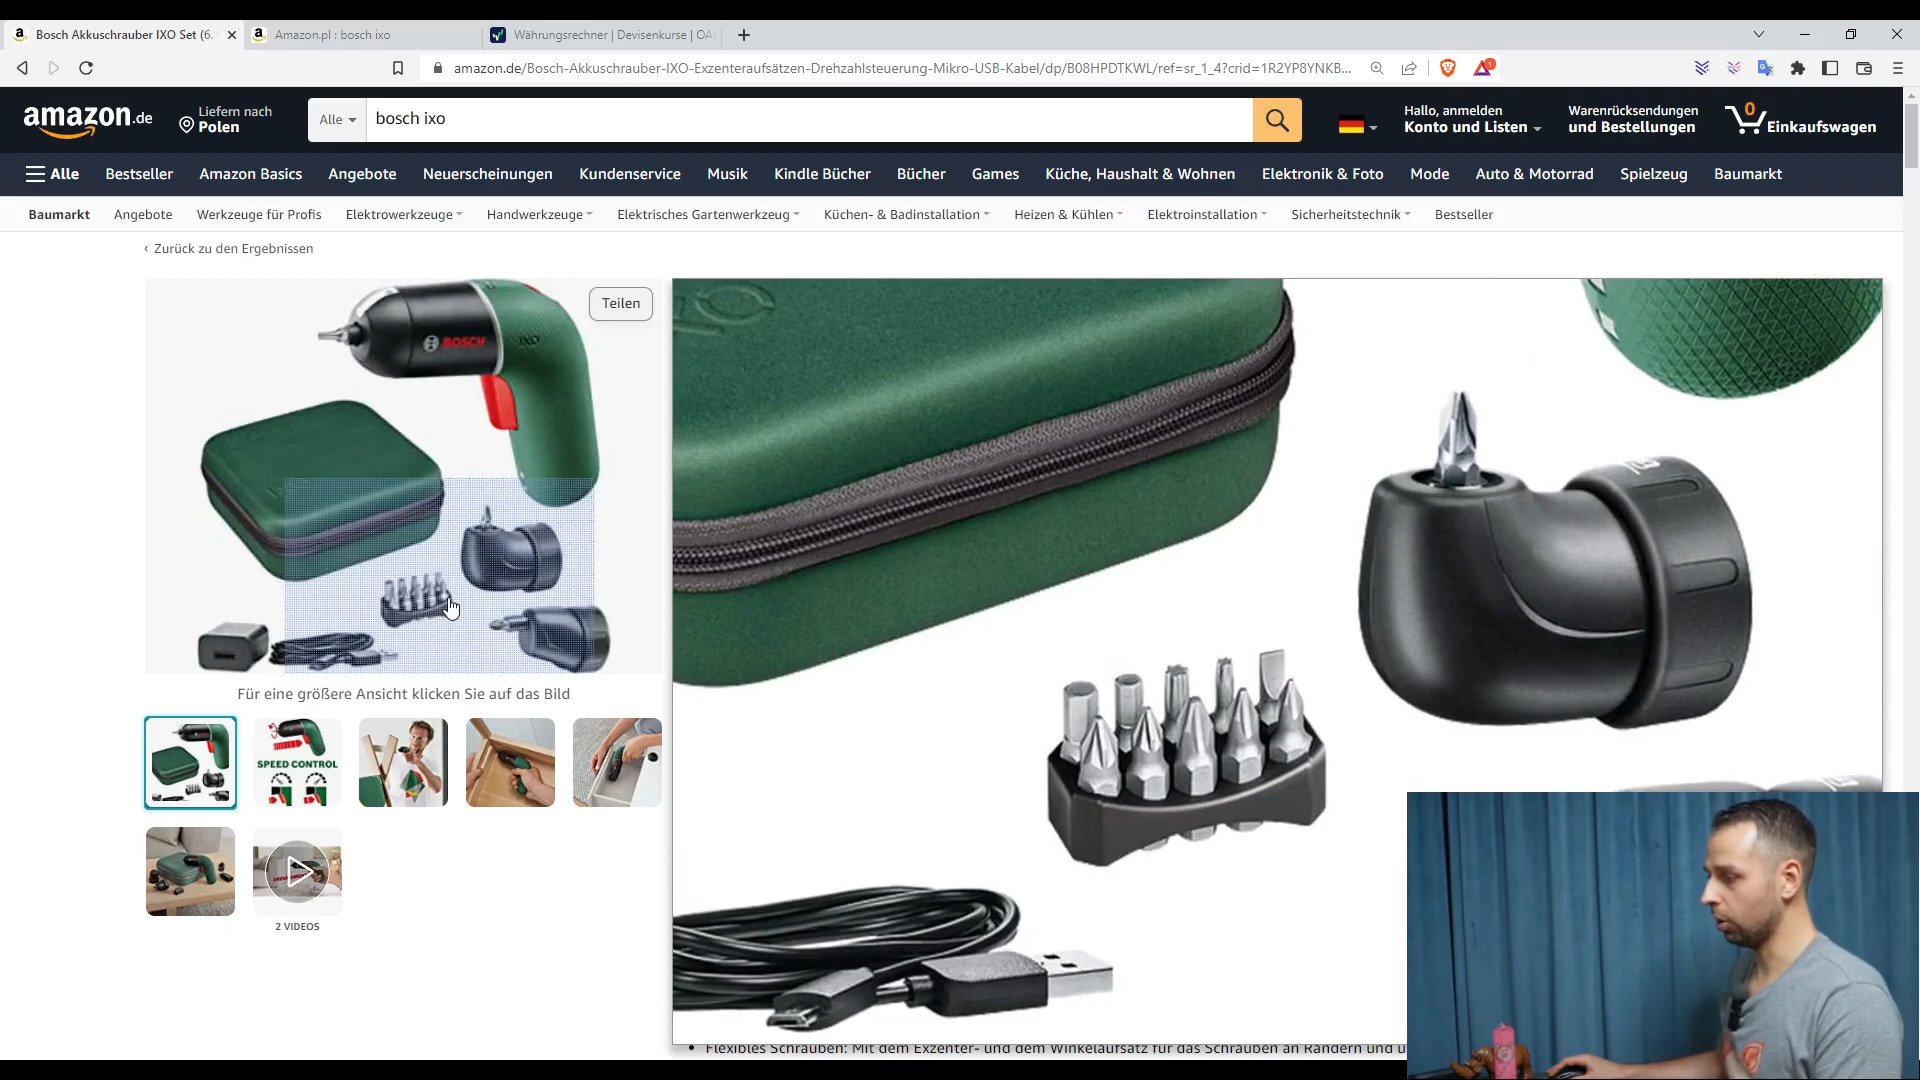 Bosch Akkuschrauber IXO Set (6.
Amazon.pl : bosch ixo
Währungsrechner | Devisenkurse | OA
amazon.de/Bosch-Akkuschrauber-IXO-Exzenteraufsätzen-Drehzahlsteuerung-Mikro-USB-Kabel/dp/B08HPDTKWL/ref=sr_1_4?crid=1R2YP8YNKB...
1
amazon.de
Liefern nach
Polen
Alle
bosch ixo
Hallo, anmelden
Konto und Listen
Warenrücksendungen
und Bestellungen
0
Einkaufswagen
Alle
Bestseller
Amazon Basics
Angebote
Neuerscheinungen
Kundenservice
Musik
Kindle Bücher
Bücher
Games
Küche, Haushalt & Wohnen
Elektronik & Foto
Mode
Auto & Motorrad
Spielzeug
Baumarkt
Baumarkt
Angebote
Werkzeuge für Profis
Elektrowerkzeuge
Handwerkzeuge
Elektrisches Gartenwerkzeug
Küchen- & Badinstallation
Heizen & Kühlen
Elektroinstallation
Sicherheitstechnik
Bestseller
‹ Zurück zu den Ergebnissen
Teilen
BOSCH
IXO
Für eine größere Ansicht klicken Sie auf das Bild
SPEED CONTROL
2 VIDEOS
• Flexibles Schrauben: Mit dem Exzenter- und dem Winkelaufsatz für das Schrauben an Rändern und